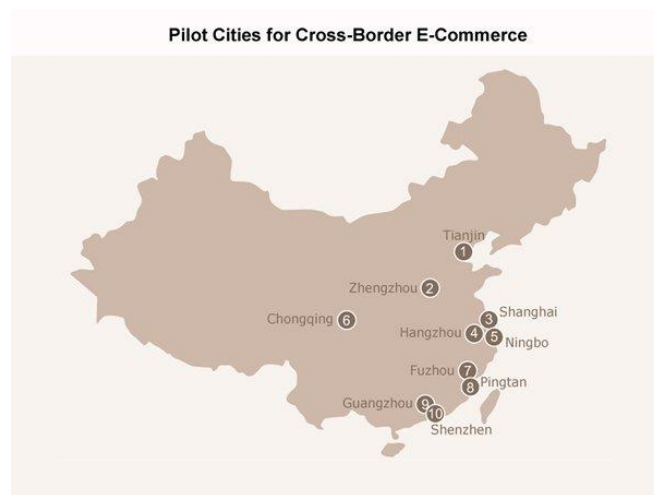 Pilot Cities for Cross-Border E-Commerce
Tianjin
1
Zhengzhou 2
Shanghai
3
Chongqing 6
Hangzhou 4
5
Ningbo
Fuzhou 7
8 Pingtan
Guangzhou 9
10
Shenzhen